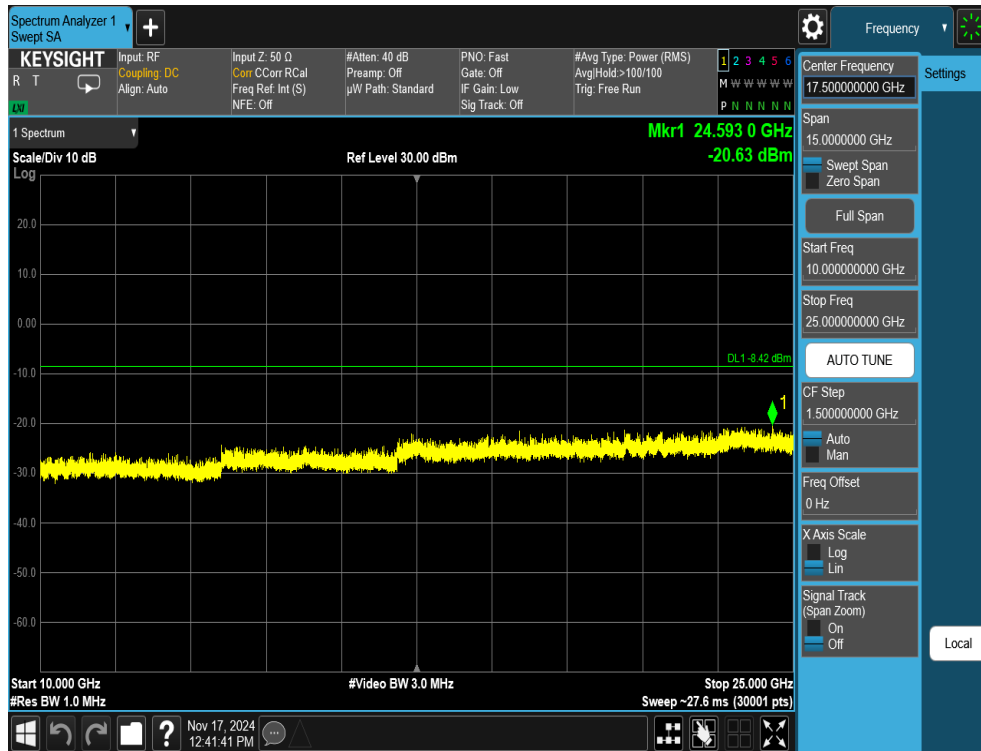 Spectrum Analyzer 1
Swept SA
+
Frequency
KEYSIGHT
R T
LXI
Input: RF
Coupling: DC
Align: Auto
Input Z: 50 Ω
Corr CCorr RCal
Freq Ref: Int (S)
NFE: Off
#Atten: 40 dB
Preamp: Off
µW Path: Standard
PNO: Fast
Gate: Off
IF Gain: Low
Sig Track: Off
#Avg Type: Power (RMS)
Avg|Hold:>100/100
Trig: Free Run
1 2 3 4 5 6
M W W W W W
P N N N N N
1 Spectrum
Scale/Div 10 dB
Log
Ref Level 30.00 dBm
Mkr1 24.593 0 GHz
-20.63 dBm
20.0
10.0
0.00
-10.0
-20.0
-30.0
-40.0
-50.0
-60.0
DL1 -8.42 dBm
1
Start 10.000 GHz
#Res BW 1.0 MHz
#Video BW 3.0 MHz
Stop 25.000 GHz
Sweep ~27.6 ms (30001 pts)
Center Frequency
17.500000000 GHz
Span
15.0000000 GHz
Swept Span
Zero Span
Full Span
Start Freq
10.000000000 GHz
Stop Freq
25.000000000 GHz
AUTO TUNE
CF Step
1.500000000 GHz
Auto
Man
Freq Offset
0 Hz
X Axis Scale
Log
Lin
Signal Track
(Span Zoom)
On
Off
Settings
Local
?
Nov 17, 2024
12:41:41 PM